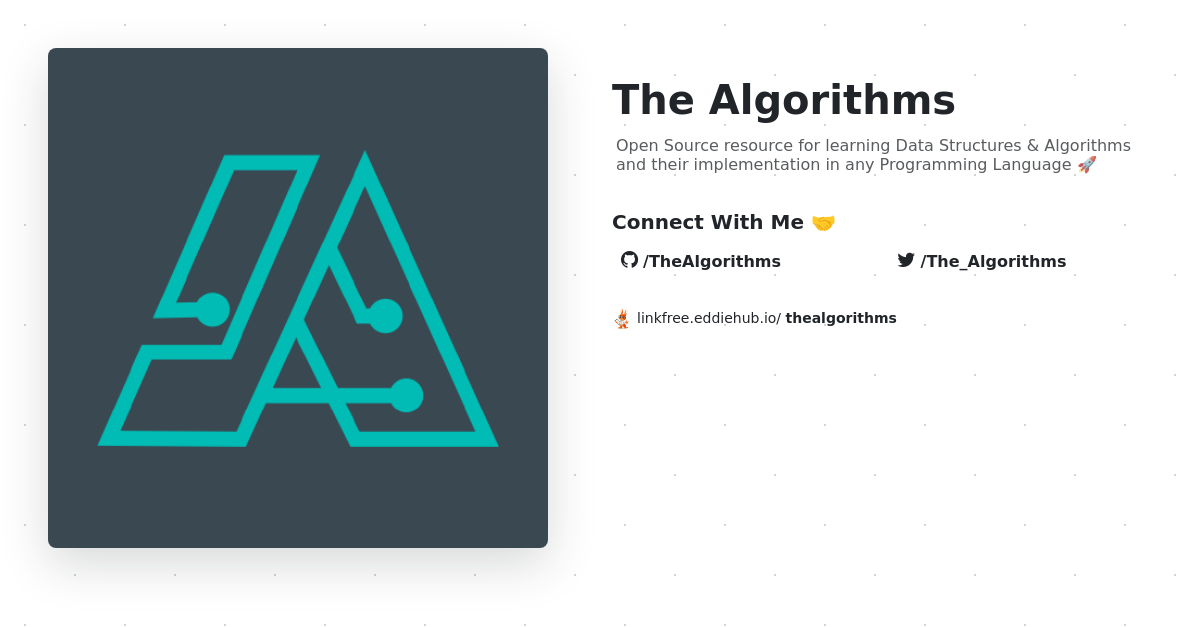 The Algorithms
Open Source resource for learning Data Structures & Algorithms
and their implementation in any Programming Language 🚀
Connect With Me 🤝
/TheAlgorithms
/The_Algorithms
linkfree.eddiehub.io/ thealgorithms